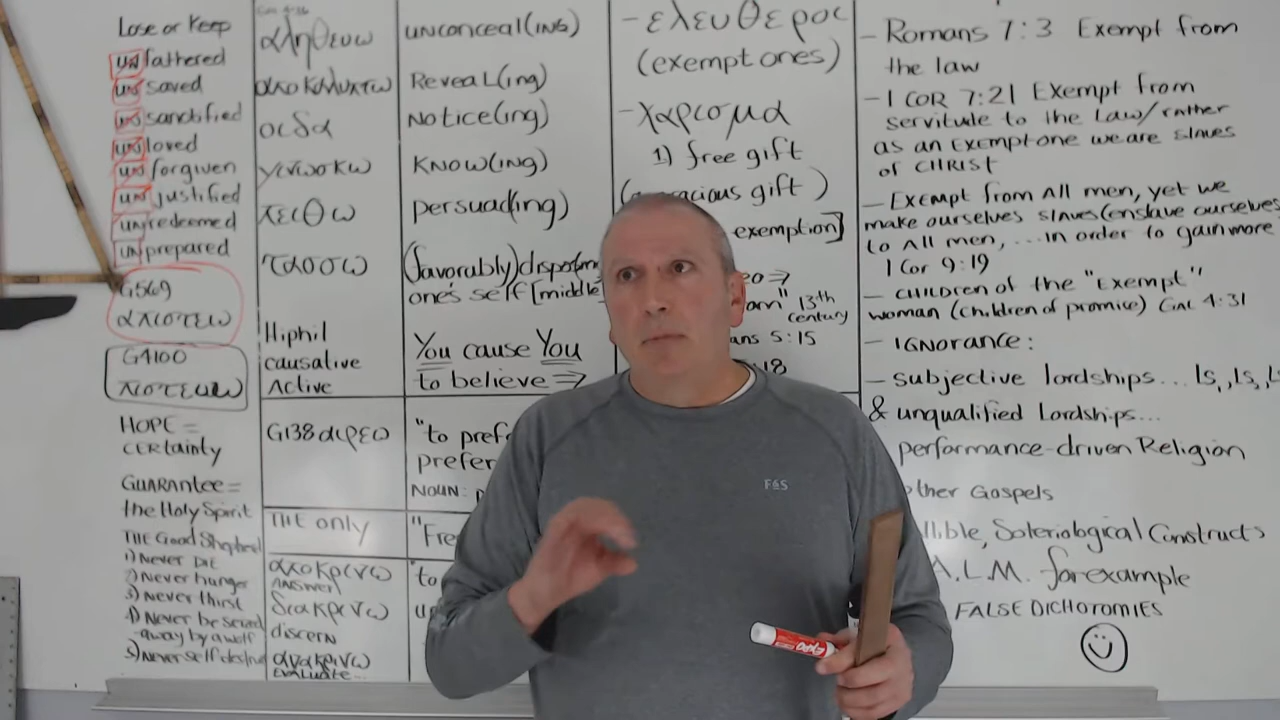 Lose or Keep
unfathered
unsaved
unsanctified
unloved
unforgiven
unjustified
unredeemed
unprepared
G569
απιστεω
G4100
πιστευω
HOPE =
CERtAinty
GUARAntee =
the Holy Spirit
THE Good Shepherd
1) Never DIE
2) Never hunger
3) Never thirst
4) Never be seized
away by a wolf
5) Never self destruct
αληθευω
αποκαλυπτω
οιδα
γινωσκω
πειθω
τασσω
Hiphil
causative
Active
G138 αιρεω
THE only
αποκρινω
ANSWER
διακρινω
discern
ανακρινω
EVALUATE...
UNCONCEAL(ING)
REVEAL(ing)
NOTICE(ing)
KNOW(ing)
persuad(ing)
(favorably)
one's self [middle
You cause You
to believe ⇒
"to
NOUN:
"to
- ελευθερος
(exempt ones)
- χαρισμα
1) free gift
gift )
exemption]
13th
century
5:15
- Romans 7:3 Exempt from
the law
- 1 COR 7:21 Exempt from
servitude to the LAW/rather
as an EXEMPT one we are slaves
of CHRIST
- Exempt from All men, yet we
make ourselves slaves (enslave ourselves
to All men, ...in order to gain more
1 Cor 9:19
- CHILDREN of the "Exempt"
woman (children of promise) Gal 4:31
- IGNORANCE:
- subjective lordships...
& unqualified Lordships...
performance-driven Religion
other Gospels
Soteriological Constructs
A.L.M. for example
FALSE DICHOTOMIES
F&S
EXPO